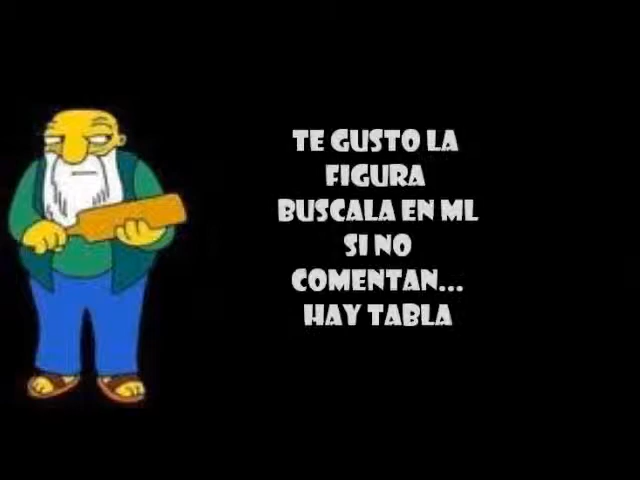 TE GUSTO LA
FIGURA
BUSCALA EN ML
SI NO
COMENTAN...
HAY TABLA